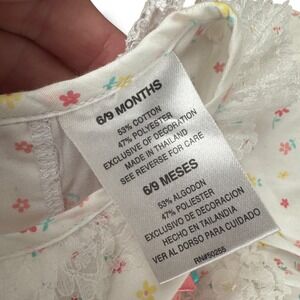 6/9 MONTHS
53% COTTON
47% POLYESTER
EXCLUSIVE OF DECORATION
MADE IN THAILAND
SEE REVERSE FOR CARE
6/9 MESES
53% ALGODON
47% POLIESTER
EXCLUSIVO DE DECORACION
HECHO EN TAILANDIA
VER AL DORSO PARA CUIDADO
RN#50255